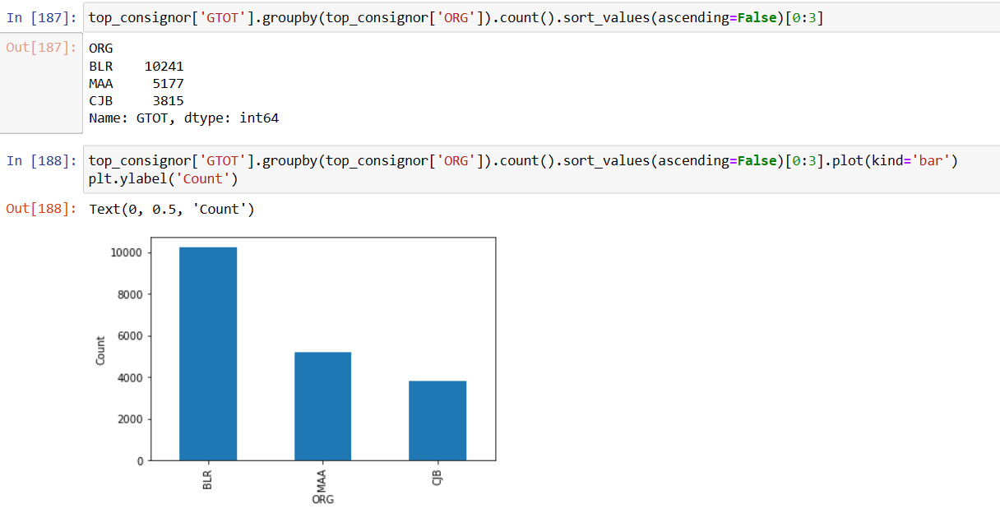 In [187]: top_consignor['GTOT'].groupby(top_consignor['ORG']).count().sort_values(ascending=False)[0:3]
Out[187]: ORG
BLR 10241
MAA 5177
CJB 3815
Name: GTOT, dtype: int64
In [188]: top_consignor['GTOT'].groupby(top_consignor['ORG']).count().sort_values(ascending=False)[0:3].plot(kind='bar')
plt.ylabel('Count')
Out[188]: Text(0, 0.5, 'Count')
10000
8000
6000
4000
2000
0
Count
BLR
MAA
CJB
ORG